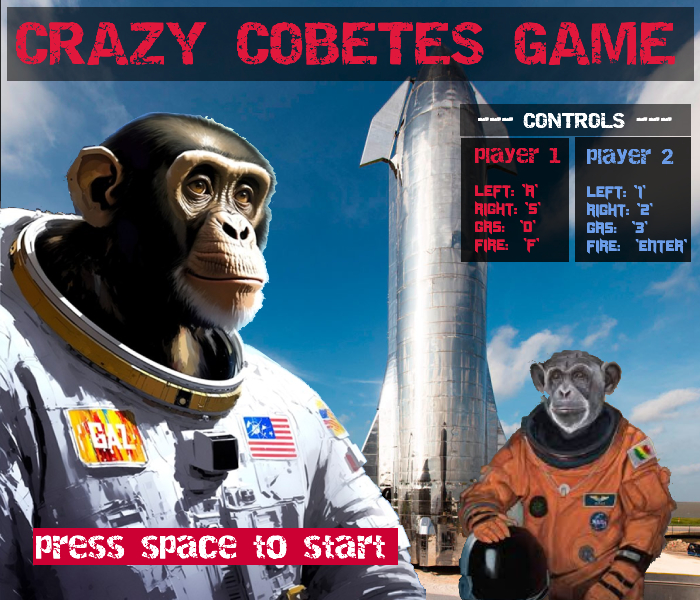 CRAZY COBETES GAME
--- CONTROLS ---
player 1
LEFT: 'A'
RIGHT: 'S'
GAS: 'D'
FIRE: 'F'
player 2
LEFT: '1'
RIGHT: '2'
GAS: '3'
FIRE: 'ENTER'
GAZ
press space to start